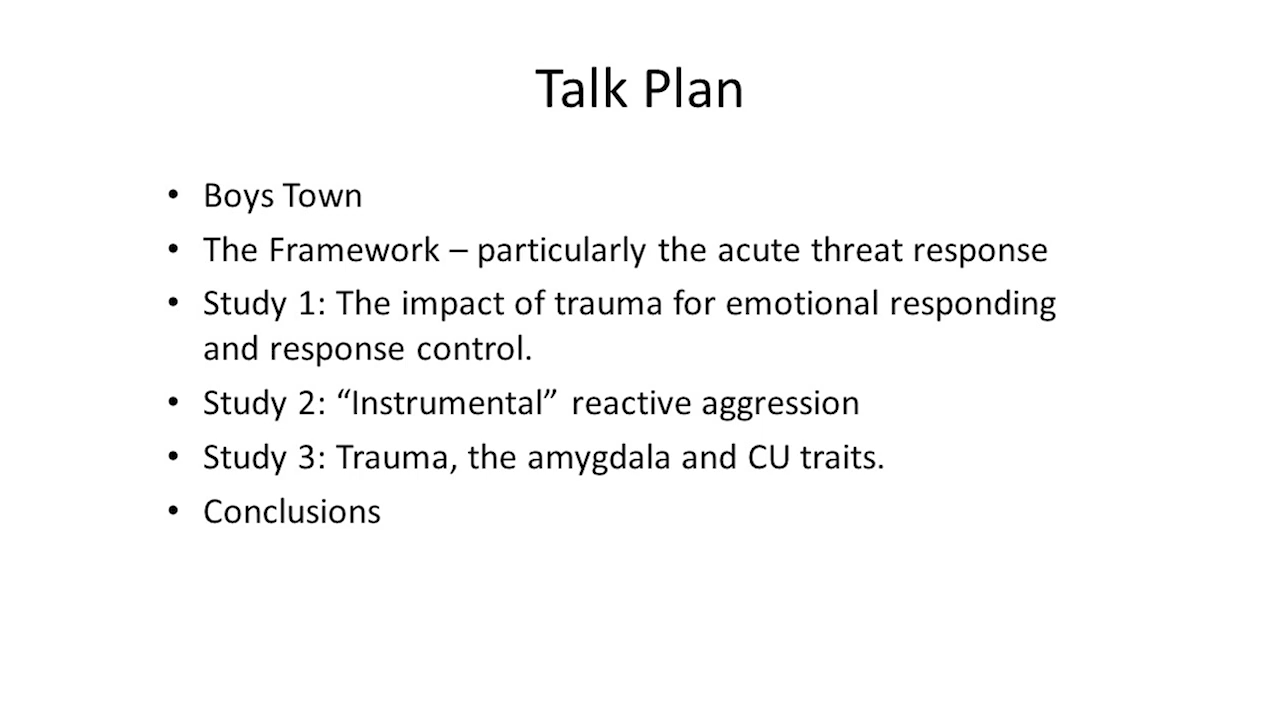 Talk Plan
• Boys Town
• The Framework – particularly the acute threat response
• Study 1: The impact of trauma for emotional responding
and response control.
• Study 2: “Instrumental” reactive aggression
• Study 3: Trauma, the amygdala and CU traits.
• Conclusions